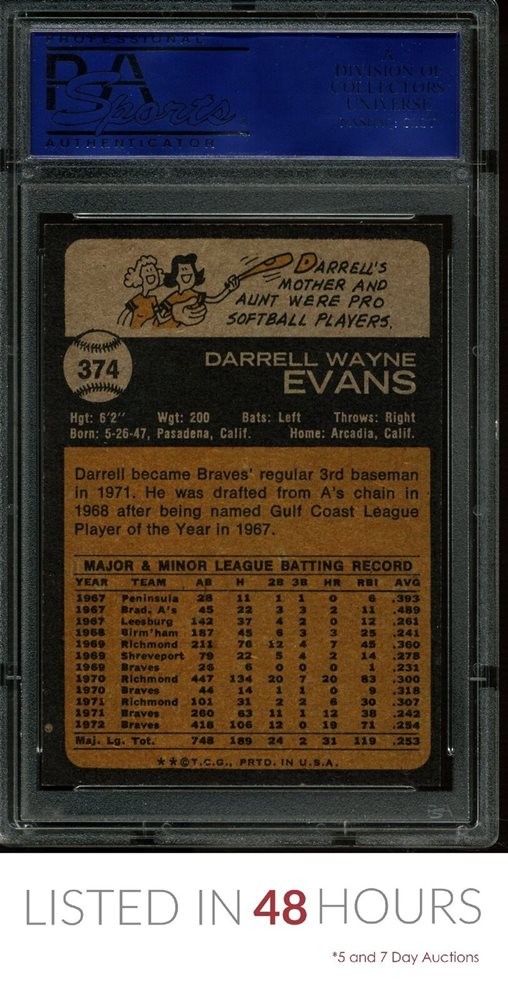 PROFESSIONAL
PSA
Sports
AUTHENTICATOR
A
DIVISION OF
COLLECTORS
UNIVERSE
DARRELL'S
MOTHER AND
AUNT WERE PRO
SOFTBALL PLAYERS.
374
DARRELL WAYNE
EVANS
Hgt: 6'2" Wgt: 200 Bats: Left Throws: Right
Born: 5-26-47, Pasadena, Calif. Home: Arcadia, Calif.
Darrell became Braves' regular 3rd baseman
in 1971. He was drafted from A's chain in
1968 after being named Gulf Coast League
Player of the Year in 1967.
MAJOR & MINOR LEAGUE BATTING RECORD
YEAR TEAM AB H 2B 3B HR RBI AVG
1967 Peninsula 28 11 1 1 0 6 .393
1967 Brad. A's 45 22 3 3 2 11 .489
1967 Leesburg 142 37 4 2 0 12 .261
1968 Birm'ham 187 45 6 3 3 25 .241
1969 Richmond 211 76 12 4 7 45 .360
1969 Shreveport 79 22 5 4 2 14 .278
1969 Braves 26 6 0 0 0 1 .231
1970 Richmond 447 134 20 7 20 83 .300
1970 Braves 44 14 1 1 0 9 .318
1971 Richmond 101 31 2 2 6 30 .307
1971 Braves 260 63 11 1 12 38 .242
1972 Braves 418 106 12 0 19 71 .254
Maj. Lg. Tot. 748 189 24 2 31 119 .253
**©T.C.G., PRTD. IN U.S.A.
PSA
LISTED IN 48 HOURS
*5 and 7 Day Auctions